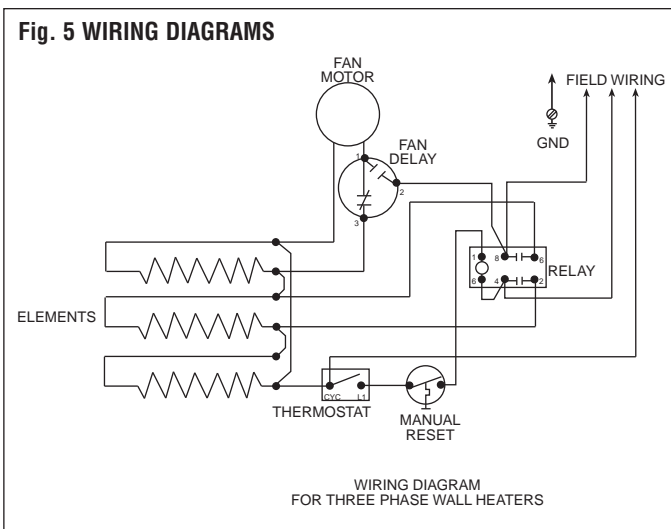 Fig. 5 WIRING DIAGRAMS
FAN
MOTOR
FIELD WIRING
GND
FAN
DELAY
1
2
3
1
8
6
RELAY
6
4
2
ELEMENTS
CYC
L1
THERMOSTAT
MANUAL
RESET
WIRING DIAGRAM
FOR THREE PHASE WALL HEATERS